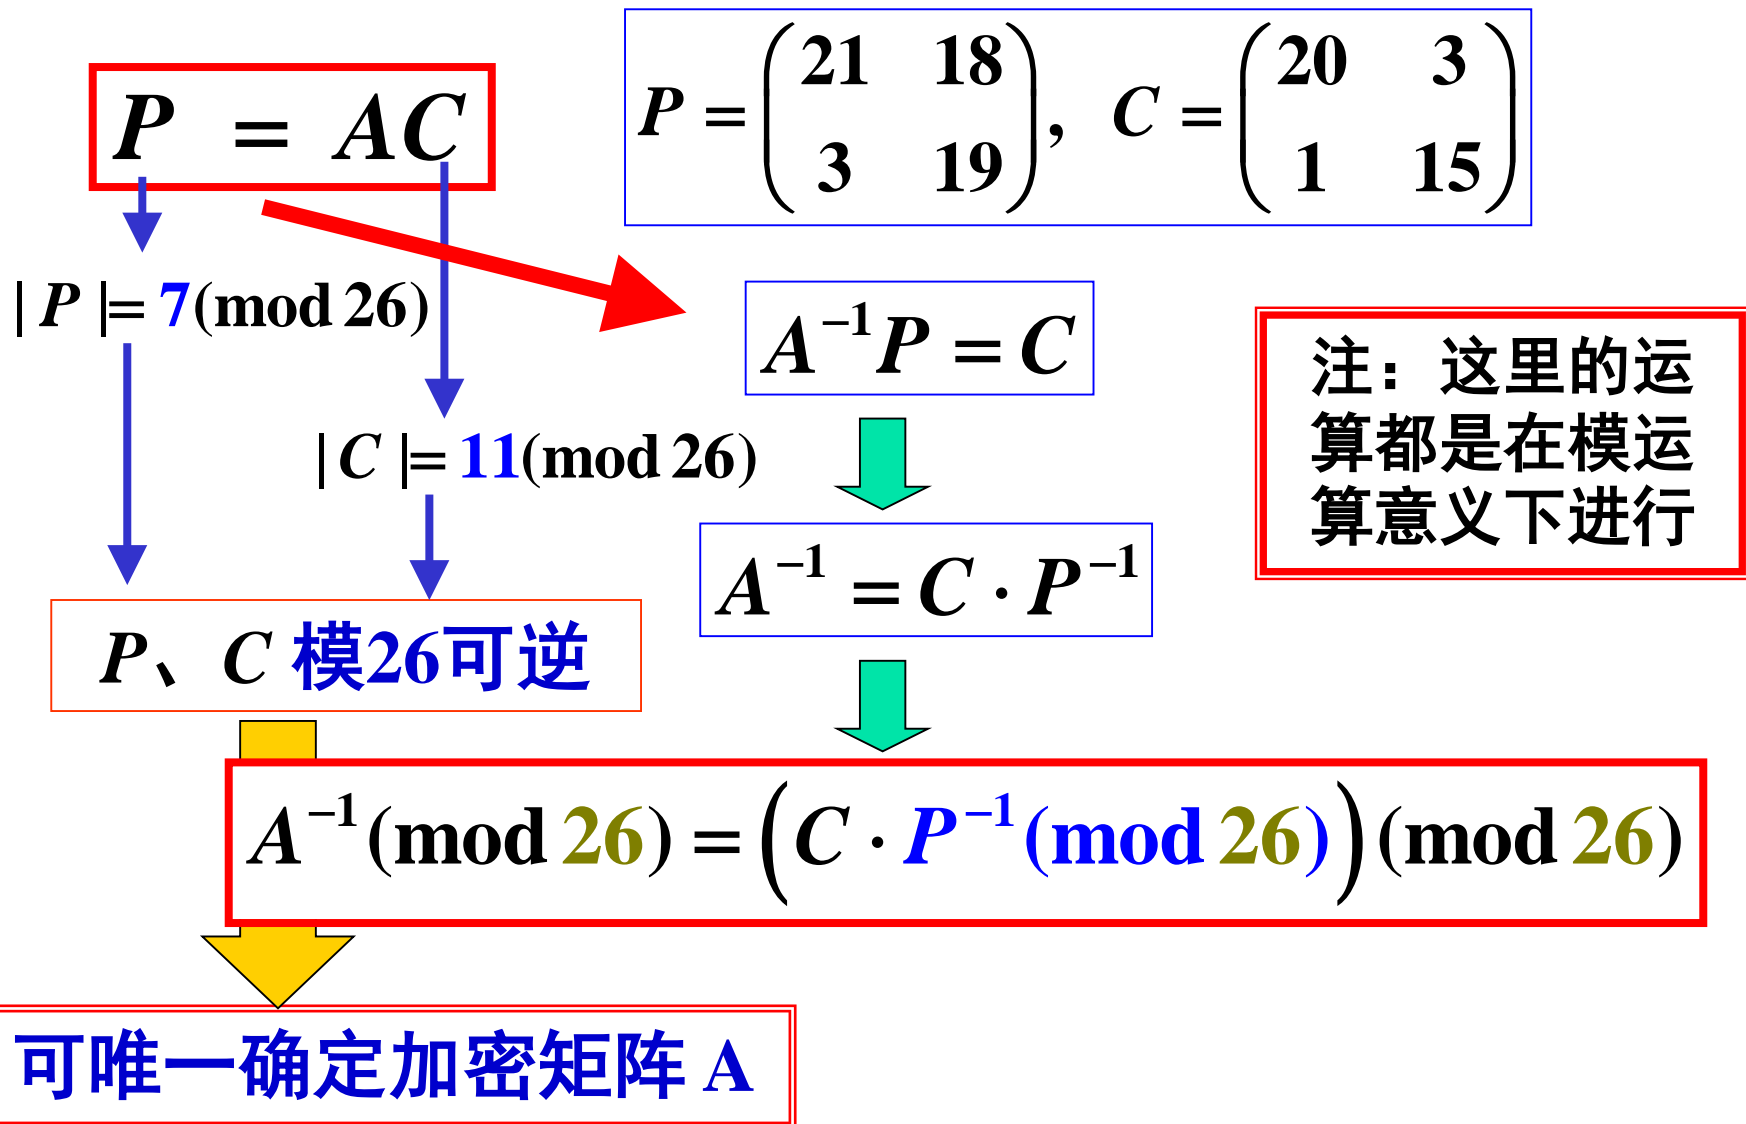 P = AC
P = (21 18
3 19), C = (20 3
1 15)
| P |= 7(mod 26)
| C |= 11(mod 26)
P、C 模26可逆
A⁻¹P = C
A⁻¹ = C · P⁻¹
注：这里的运
算都是在模运
算意义下进行
A⁻¹(mod 26) = (C · P⁻¹(mod 26))(mod 26)
可唯一确定加密矩阵 A